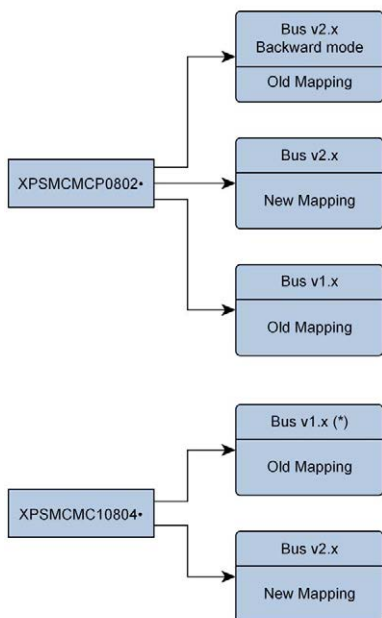 Bus v2.x
Backward mode
Old Mapping
XPSMCMCP0802•
Bus v2.x
New Mapping
Bus v1.x
Old Mapping
XPSMCMC10804•
Bus v1.x (*)
Old Mapping
Bus v2.x
New Mapping